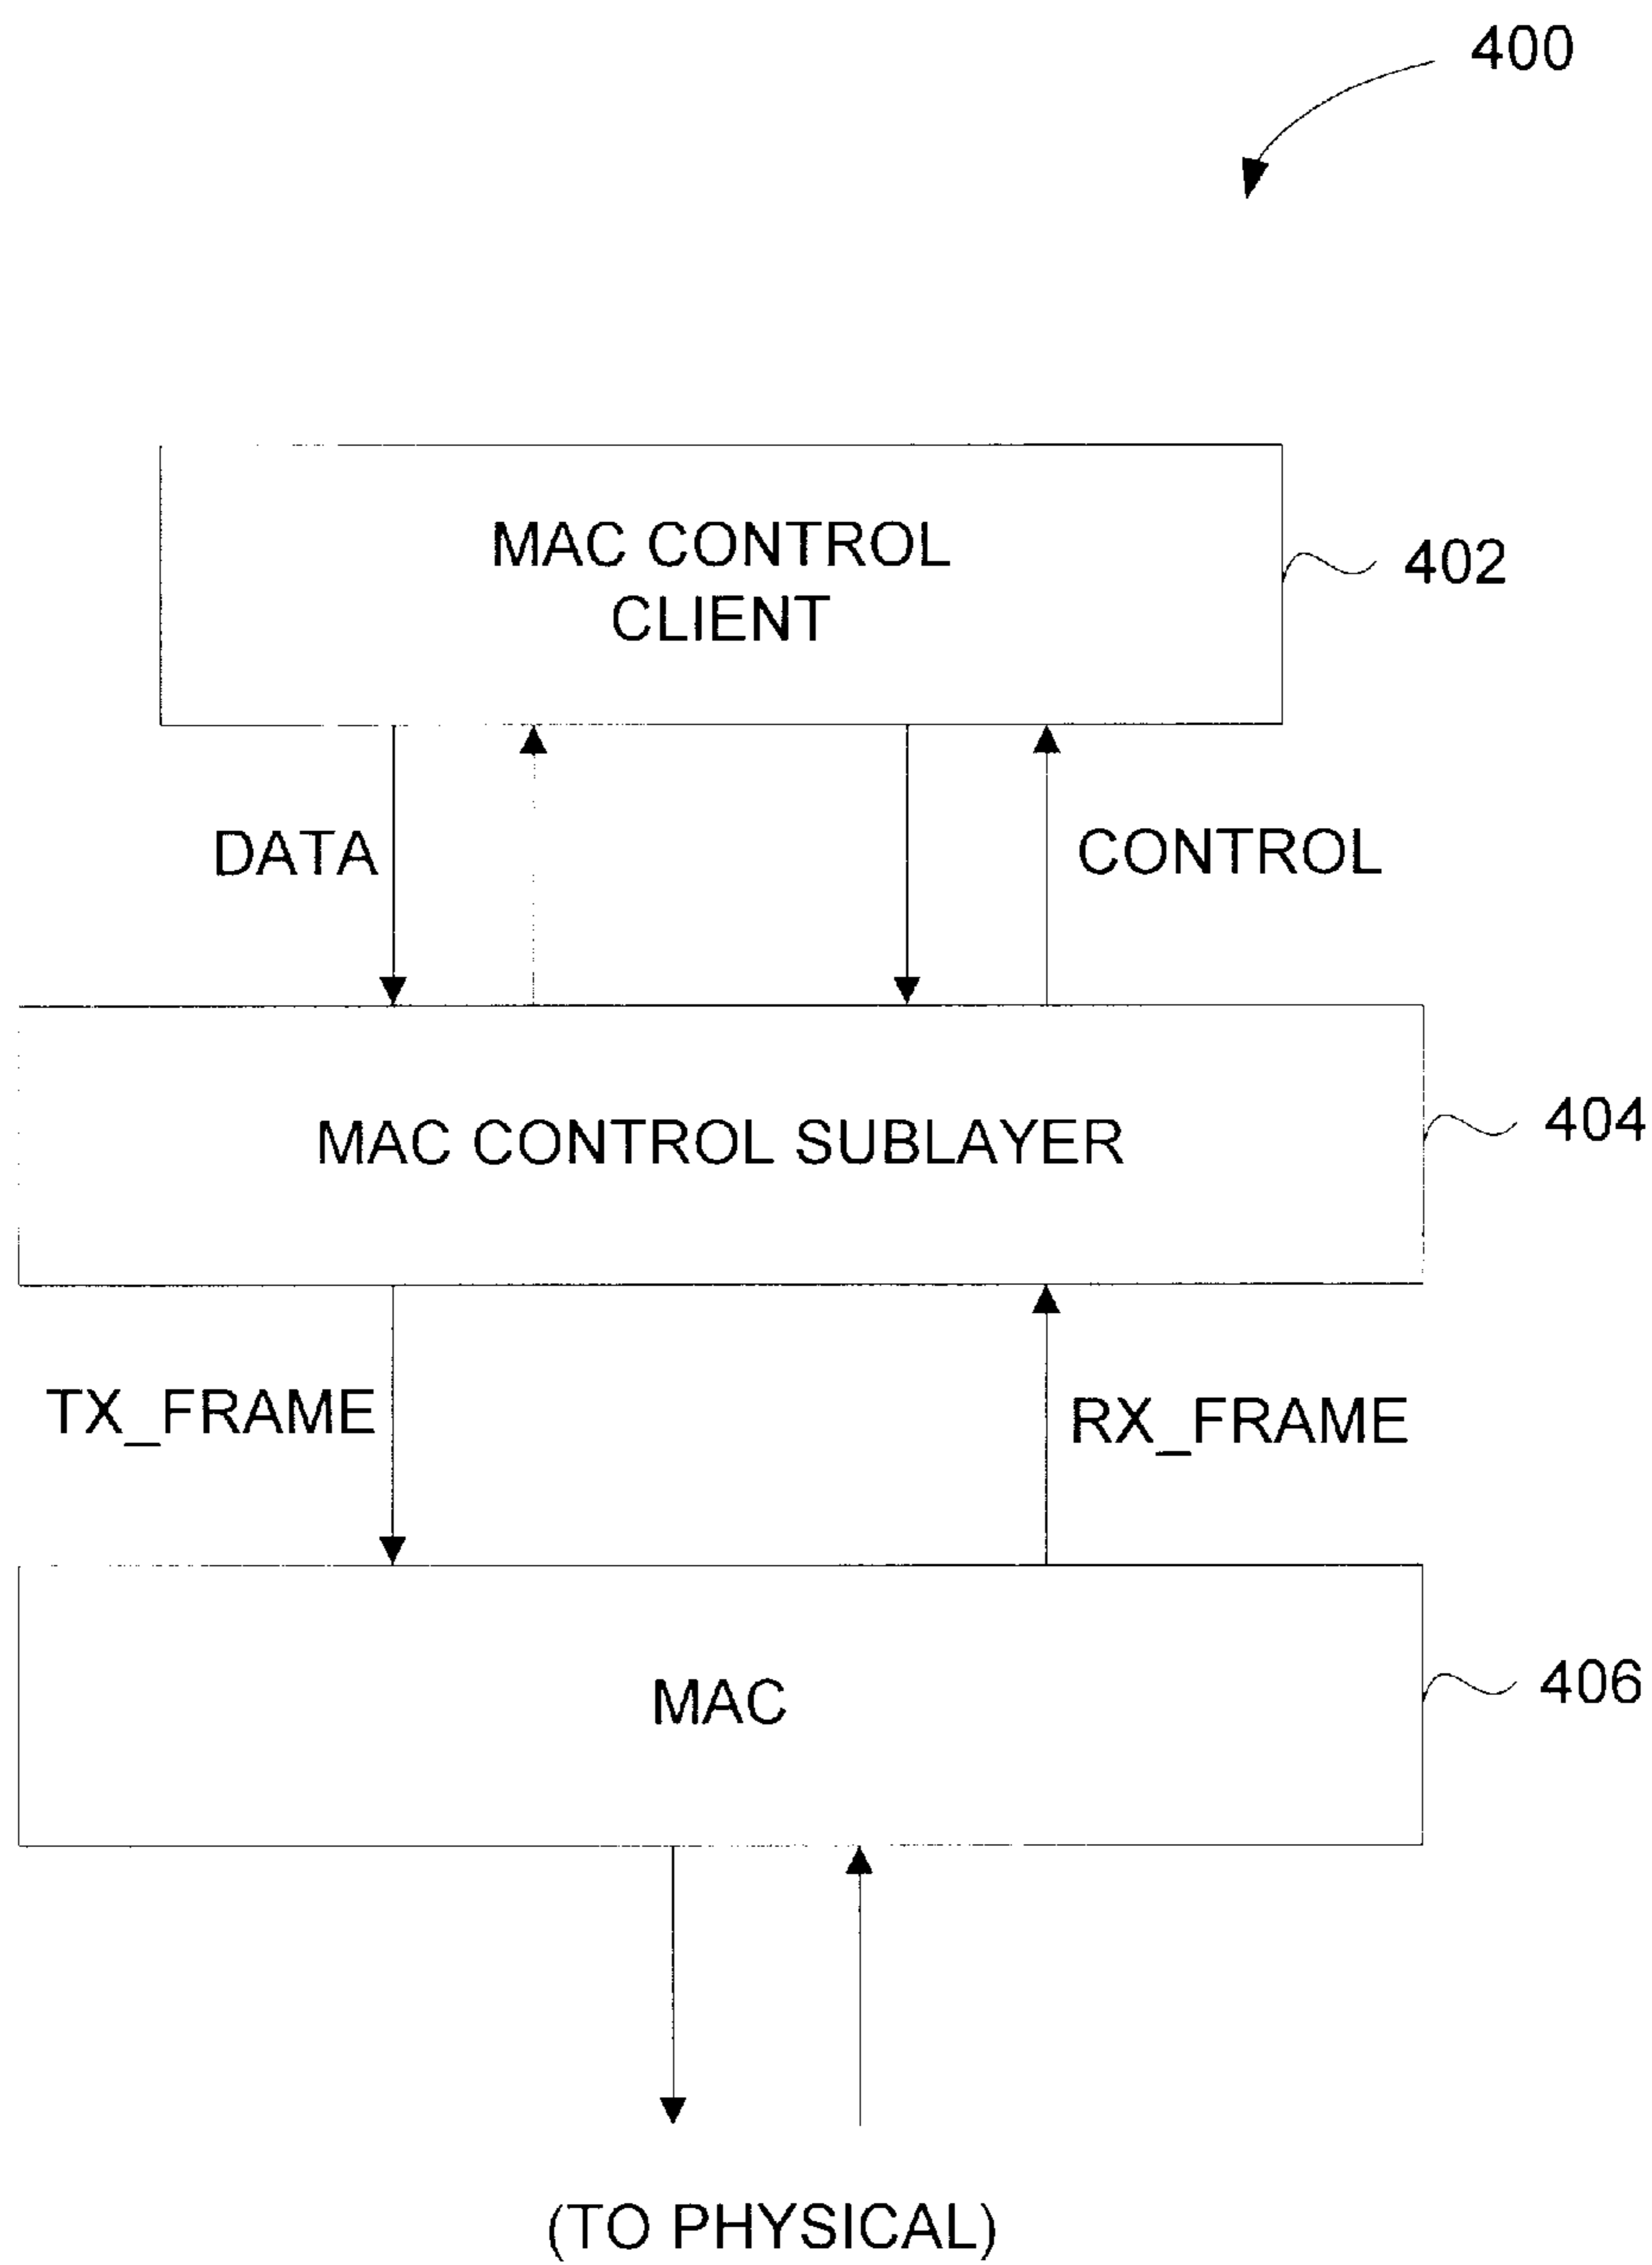 400
MAC CONTROL
CLIENT
402
DATA
CONTROL
MAC CONTROL SUBLAYER
404
TX_FRAME
RX_FRAME
MAC
406
(TO PHYSICAL)